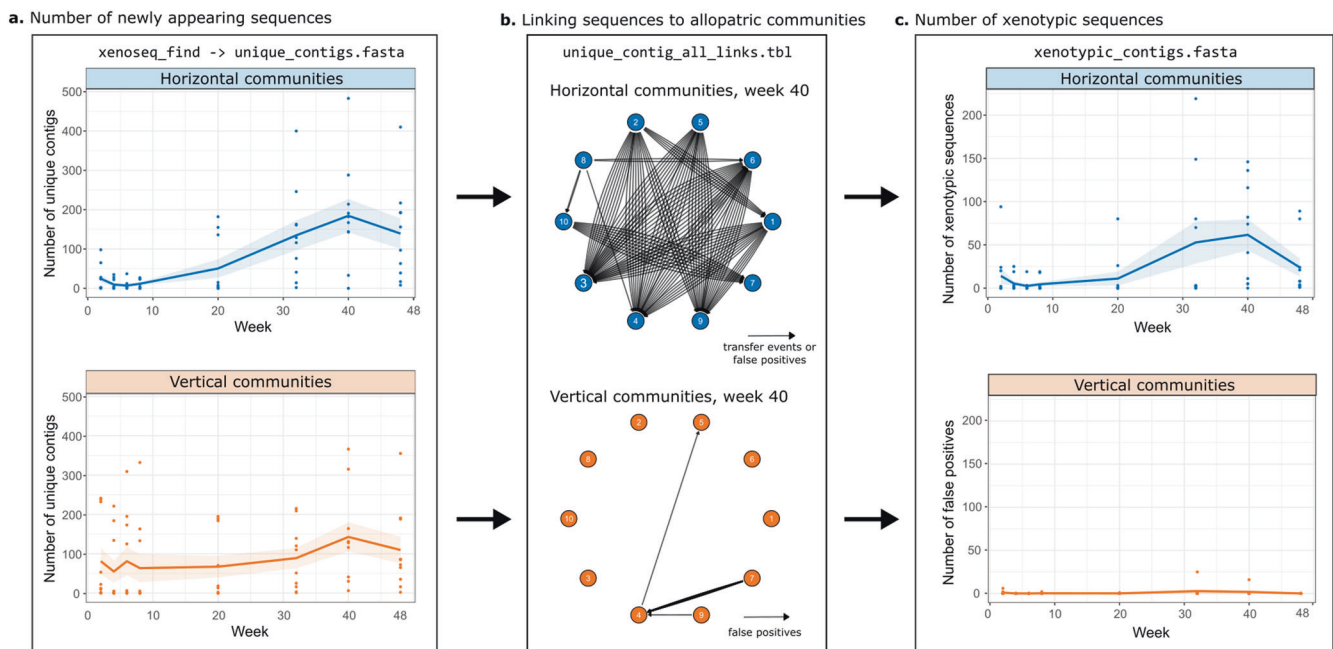 a. Number of newly appearing sequences
xenoseq_find -> unique_contigs.fasta
Horizontal communities
Number of unique contigs
500
400
300
200
100
0
0 10 20 30 40 48
Week
Vertical communities
Number of unique contigs
500
400
300
200
100
0
0 10 20 30 40 48
Week
b. Linking sequences to allopatric communities
unique_contig_all_links.tbl
Horizontal communities, week 40
2 5
8 6
10 1
3 7
4 9
transfer events or
false positives
Vertical communities, week 40
2 5
8 6
10 1
3 7
4 9
false positives
c. Number of xenotypic sequences
xenotypic_contigs.fasta
Horizontal communities
Number of xenotypic sequences
200
150
100
50
0
0 10 20 30 40 48
Week
Vertical communities
Number of false positives
200
150
100
50
0
0 10 20 30 40 48
Week